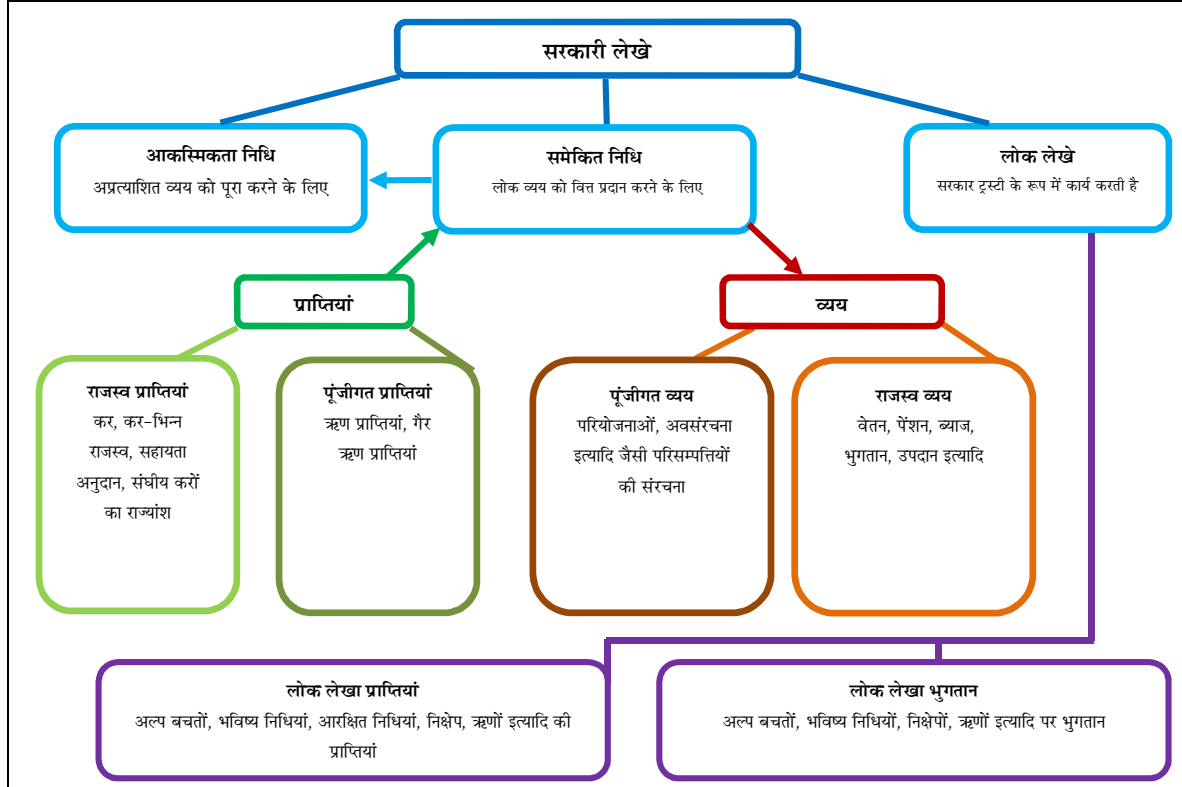 सरकारी लेखे
आकस्मिकता निधि
अप्रत्याशित व्यय को पूरा करने के लिए
समेकित निधि
लोक व्यय को वित्त प्रदान करने के लिए
लोक लेखे
सरकार ट्रस्टी के रूप में कार्य करती है
प्राप्तियां
व्यय
राजस्व प्राप्तियां
कर, कर-भिन्न
राजस्व, सहायता
अनुदान, संघीय करों
का राज्यांश
पूंजीगत प्राप्तियां
ऋण प्राप्तियां, गैर
ऋण प्राप्तियां
पूंजीगत व्यय
परियोजनाओं, अवसंरचना
इत्यादि जैसी परिसम्पत्तियों
की संरचना
राजस्व व्यय
वेतन, पेंशन, ब्याज,
भुगतान, उपदान इत्यादि
लोक लेखा प्राप्तियां
अल्प बचतों, भविष्य निधियां, आरक्षित निधियां, निक्षेप, ऋणों इत्यादि की
प्राप्तियां
लोक लेखा भुगतान
अल्प बचतों, भविष्य निधियों, निक्षेपों, ऋणों इत्यादि पर भुगतान